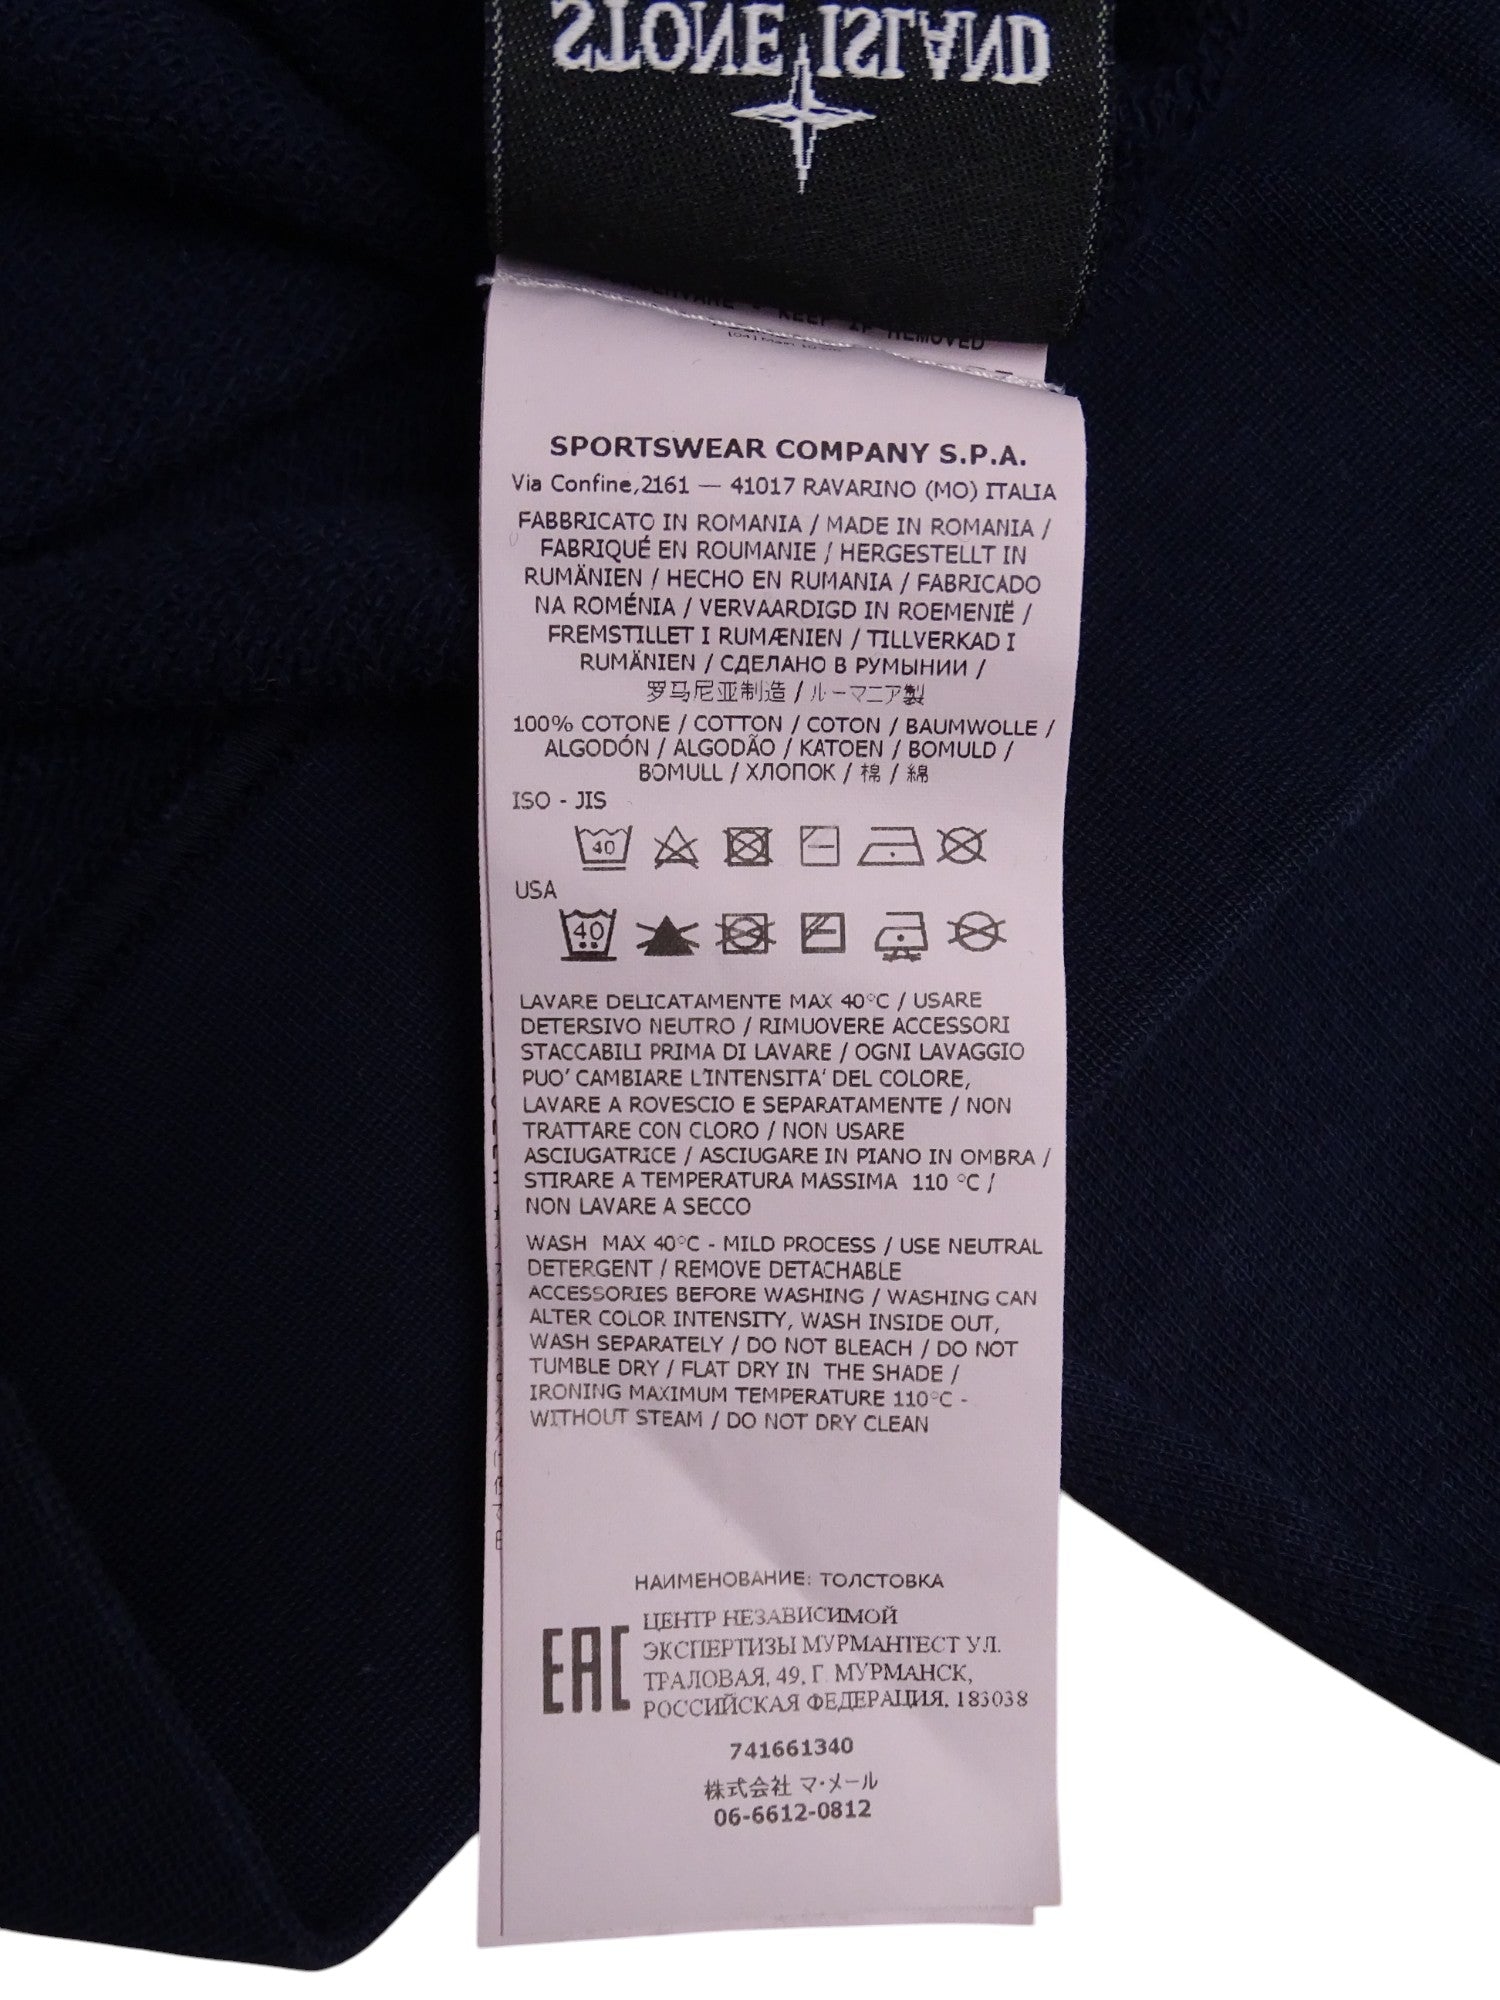 STONE ISLAND
KEEP IF REMOVED
SPORTSWEAR COMPANY S.P.A.
Via Confine,2161 — 41017 RAVARINO (MO) ITALIA
FABBRICATO IN ROMANIA / MADE IN ROMANIA /
FABRIQUÉ EN ROUMANIE / HERGESTELLT IN
RUMÄNIEN / HECHO EN RUMANIA / FABRICADO
NA ROMÉNIA / VERVAARDIGD IN ROEMENIË /
FREMSTILLET I RUMÆNIEN / TILLVERKAD I
RUMÄNIEN / СДЕЛАНО В РУМЫНИИ /
罗马尼亚制造 / ルーマニア製
100% COTONE / COTTON / COTON / BAUMWOLLE /
ALGODÓN / ALGODÃO / KATOEN / BOMULD /
BOMULL / ХЛОПОК / 棉 / 綿
ISO - JIS
40
USA
40
LAVARE DELICATAMENTE MAX 40°C / USARE
DETERSIVO NEUTRO / RIMUOVERE ACCESSORI
STACCABILI PRIMA DI LAVARE / OGNI LAVAGGIO
PUO' CAMBIARE L'INTENSITA' DEL COLORE,
LAVARE A ROVESCIO E SEPARATAMENTE / NON
TRATTARE CON CLORO / NON USARE
ASCIUGATRICE / ASCIUGARE IN PIANO IN OMBRA /
STIRARE A TEMPERATURA MASSIMA 110 °C /
NON LAVARE A SECCO
WASH MAX 40°C - MILD PROCESS / USE NEUTRAL
DETERGENT / REMOVE DETACHABLE
ACCESSORIES BEFORE WASHING / WASHING CAN
ALTER COLOR INTENSITY, WASH INSIDE OUT,
WASH SEPARATELY / DO NOT BLEACH / DO NOT
TUMBLE DRY / FLAT DRY IN THE SHADE /
IRONING MAXIMUM TEMPERATURE 110°C -
WITHOUT STEAM / DO NOT DRY CLEAN
НАИМЕНОВАНИЕ: ТОЛСТОВКА
EAC
ЦЕНТР НЕЗАВИСИМОЙ
ЭКСПЕРТИЗЫ МУРМАНТЕСТ УЛ.
ТРАЛОВАЯ, 49, Г. МУРМАНСК,
РОССИЙСКАЯ ФЕДЕРАЦИЯ, 183038
741661340
株式会社 マ・メール
06-6612-0812